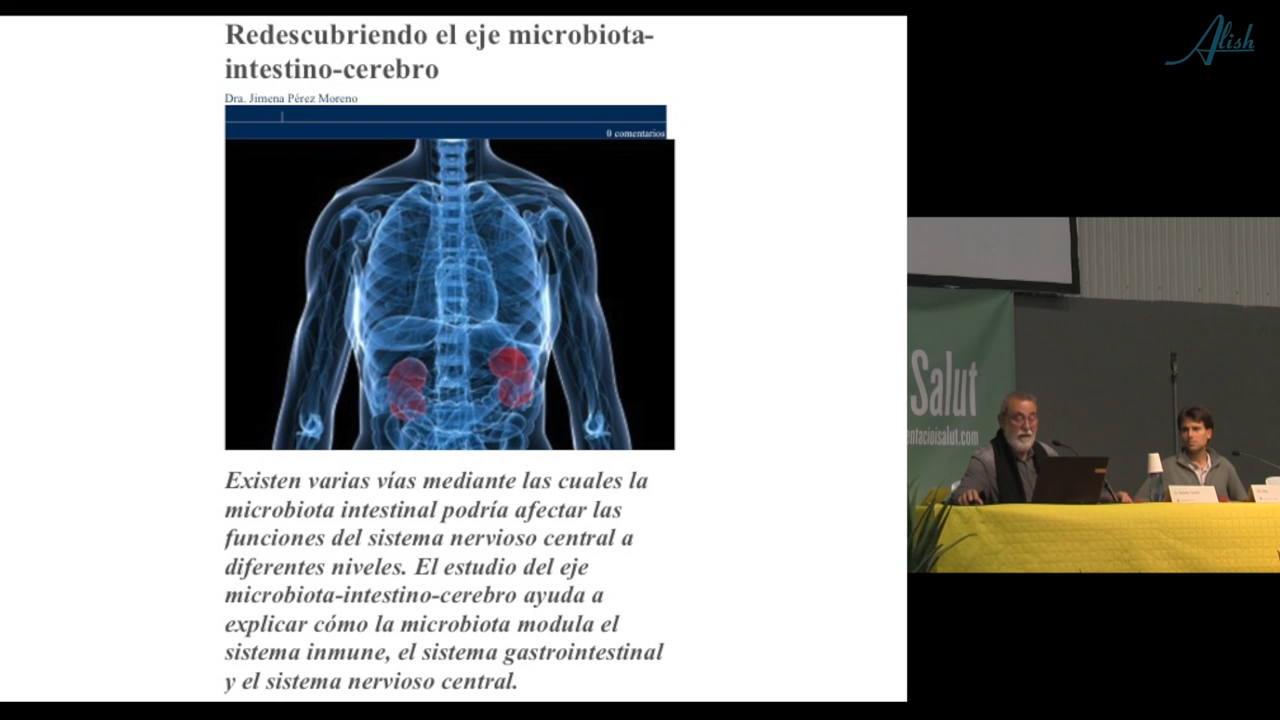 Redescubriendo el eje microbiota-
intestino-cerebro
Dra. Jimena Pérez Moreno
0 comentarios
Existen varias vías mediante las cuales la
microbiota intestinal podría afectar las
funciones del sistema nervioso central a
diferentes niveles. El estudio del eje
microbiota-intestino-cerebro ayuda a
explicar cómo la microbiota modula el
sistema inmune, el sistema gastrointestinal
y el sistema nervioso central.
Alish
Salut
entacioisalut.com